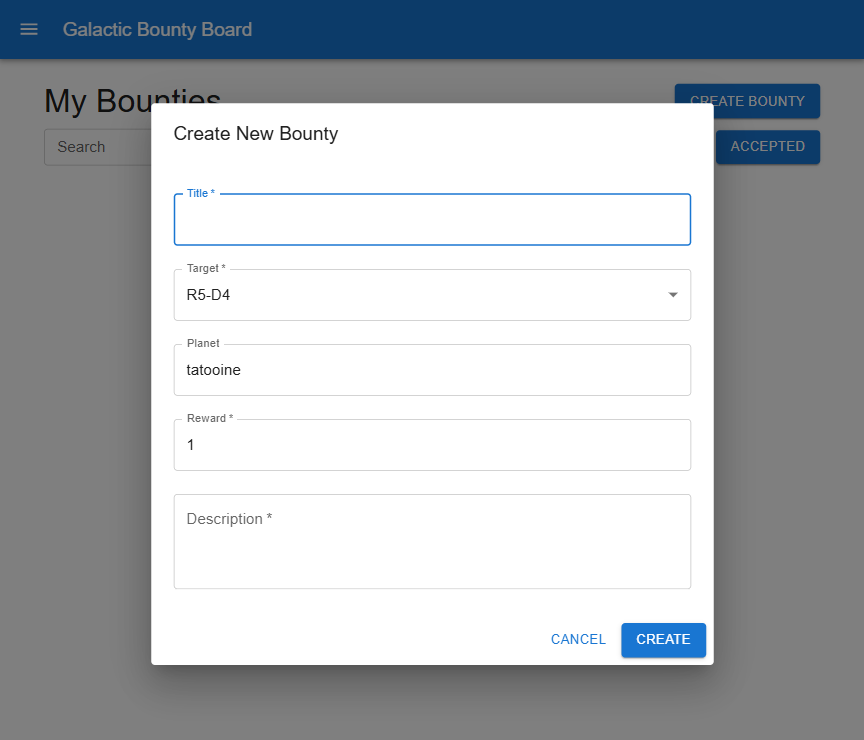 Galactic Bounty Board
My Bounties
CREATE BOUNTY
Search
ACCEPTED
Create New Bounty
Title *
Target *
R5-D4
Planet
tatooine
Reward *
1
Description *
CANCEL
CREATE